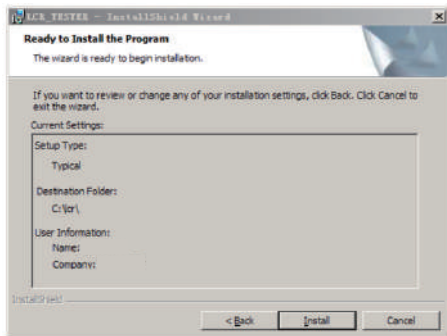 LCR_TESTER - InstallShield Wizard
Ready to Install the Program
The wizard is ready to begin installation.
If you want to review or change any of your installation settings, click Back. Click Cancel to
exit the wizard.
Current Settings:
Setup Type:
Typical
Destination Folder:
C:\lcr\
User Information:
Name:
Company:
InstallShield
< Back
Install
Cancel